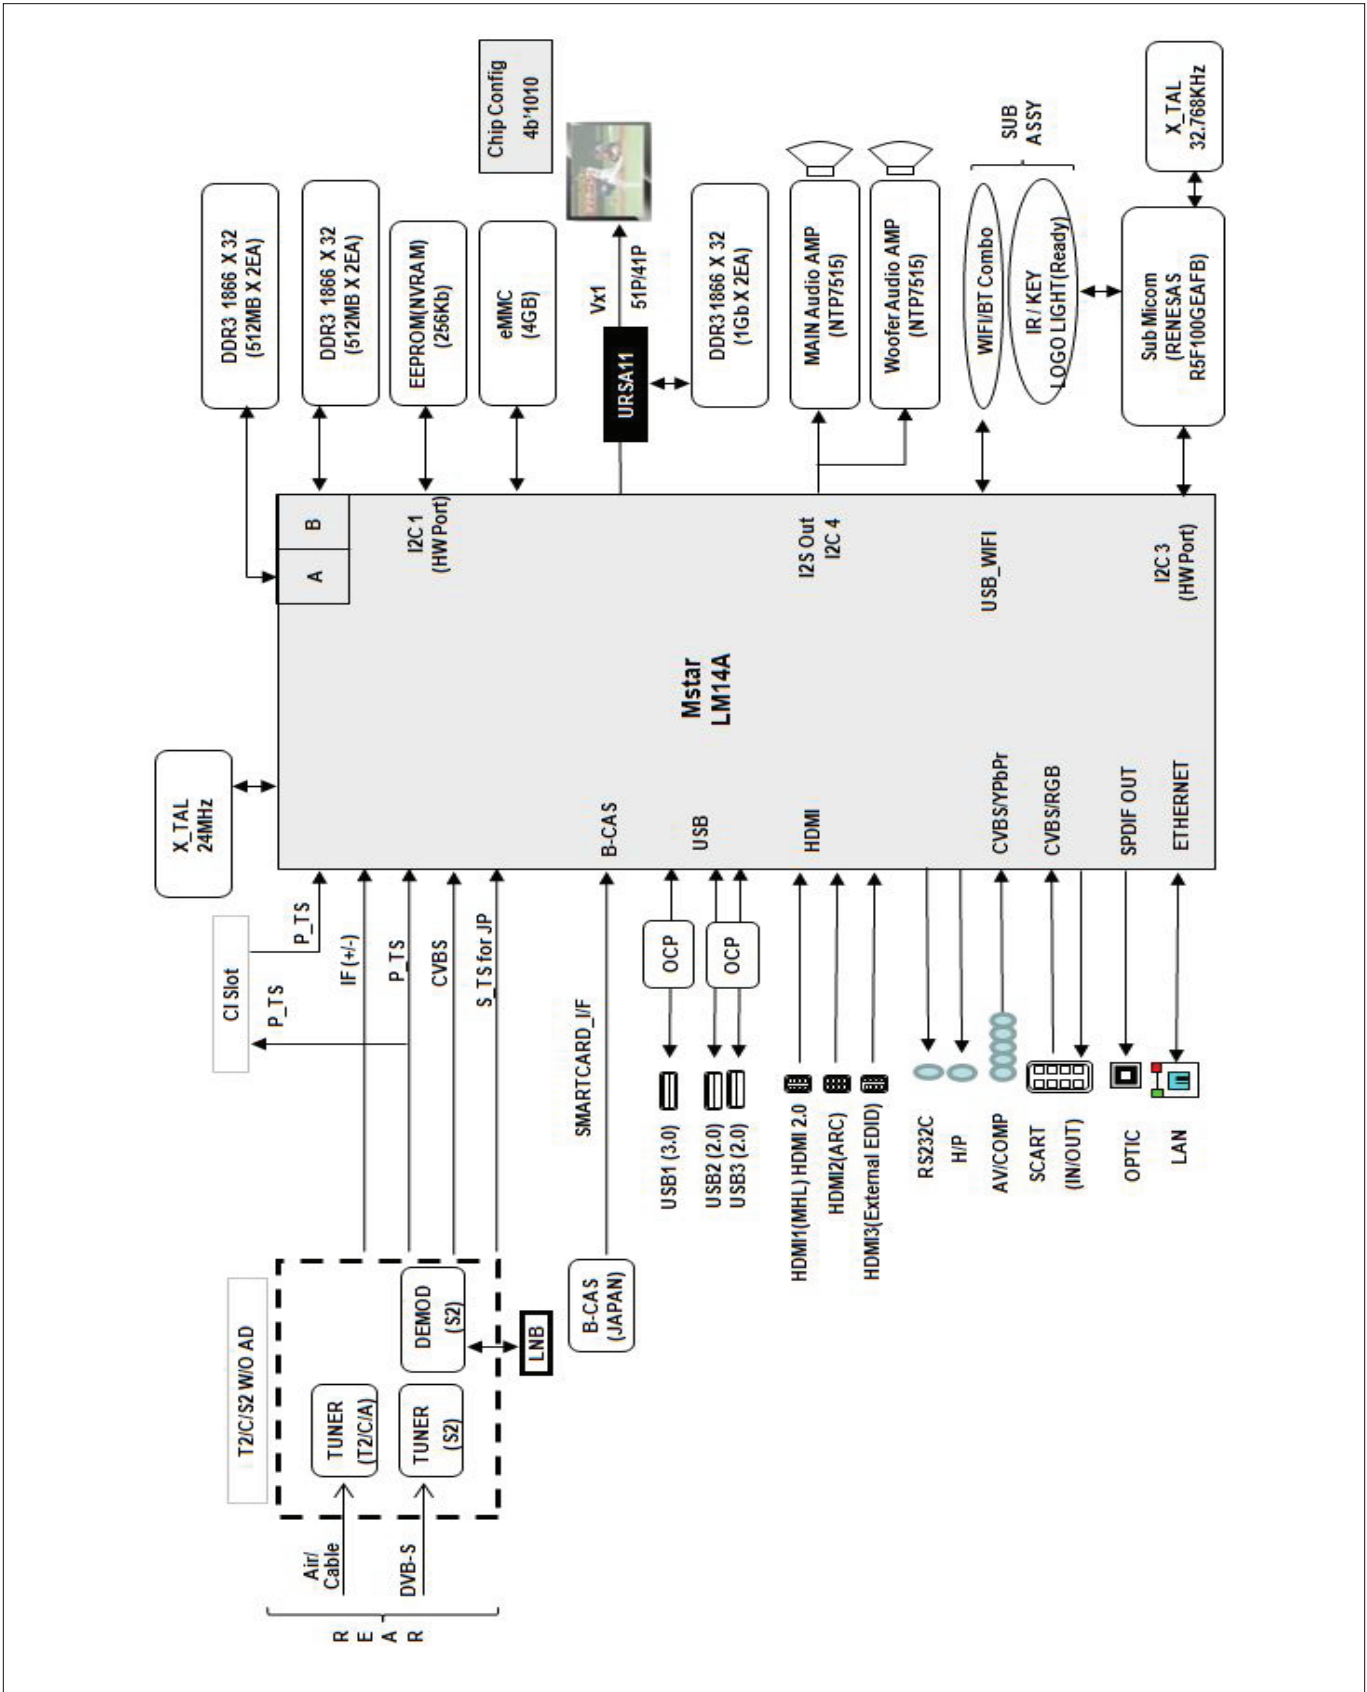 REAR
Air/
Cable
DVB-S
T2/C/S2 W/O AD
TUNER
(T2/C/A)
TUNER
(S2)
DEMOD
(S2)
LNB
CI Slot
P_TS
P_TS
IF (+/-)
P_TS
CVBS
S_TS for JP
X_TAL
24MHz
B-CAS
(JAPAN)
SMARTCARD_I/F
B-CAS
USB1 (3.0)
OCP
USB2 (2.0)
USB3 (2.0)
OCP
USB
HDMI1(MHL) HDMI 2.0
HDMI2(ARC)
HDMI3(External EDID)
HDMI
RS232C
H/P
AV/COMP
CVBS/YPbPr
SCART
(IN/OUT)
CVBS/RGB
OPTIC
SPDIF OUT
LAN
ETHERNET
Mstar
LM14A
A
B
DDR3 1866 X 32
(512MB X 2EA)
DDR3 1866 X 32
(512MB X 2EA)
I2C 1
(HW Port)
EEPROM(NVRAM)
(256Kb)
eMMC
(4GB)
Chip Config
4b'1010
URSA11
Vx1
51P/41P
DDR3 1866 X 32
(1Gb X 2EA)
I2S Out
I2C 4
MAIN Audio AMP
(NTP7515)
Woofer Audio AMP
(NTP7515)
USB_WIFI
WIFI/BT Combo
IR / KEY
LOGO LIGHT(Ready)
SUB
ASSY
I2C 3
(HW Port)
Sub Micom
(RENESAS
R5F100GEAFB)
X_TAL
32.768KHz